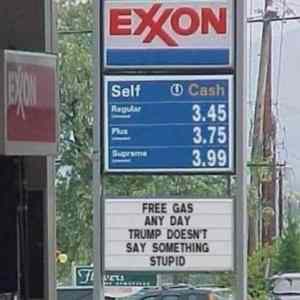 EXXON
EXXON
Self Cash
Regular 3.45
Plus 3.75
Supreme 3.99
FREE GAS
ANY DAY
TRUMP DOESN'T
SAY SOMETHING
STUPID